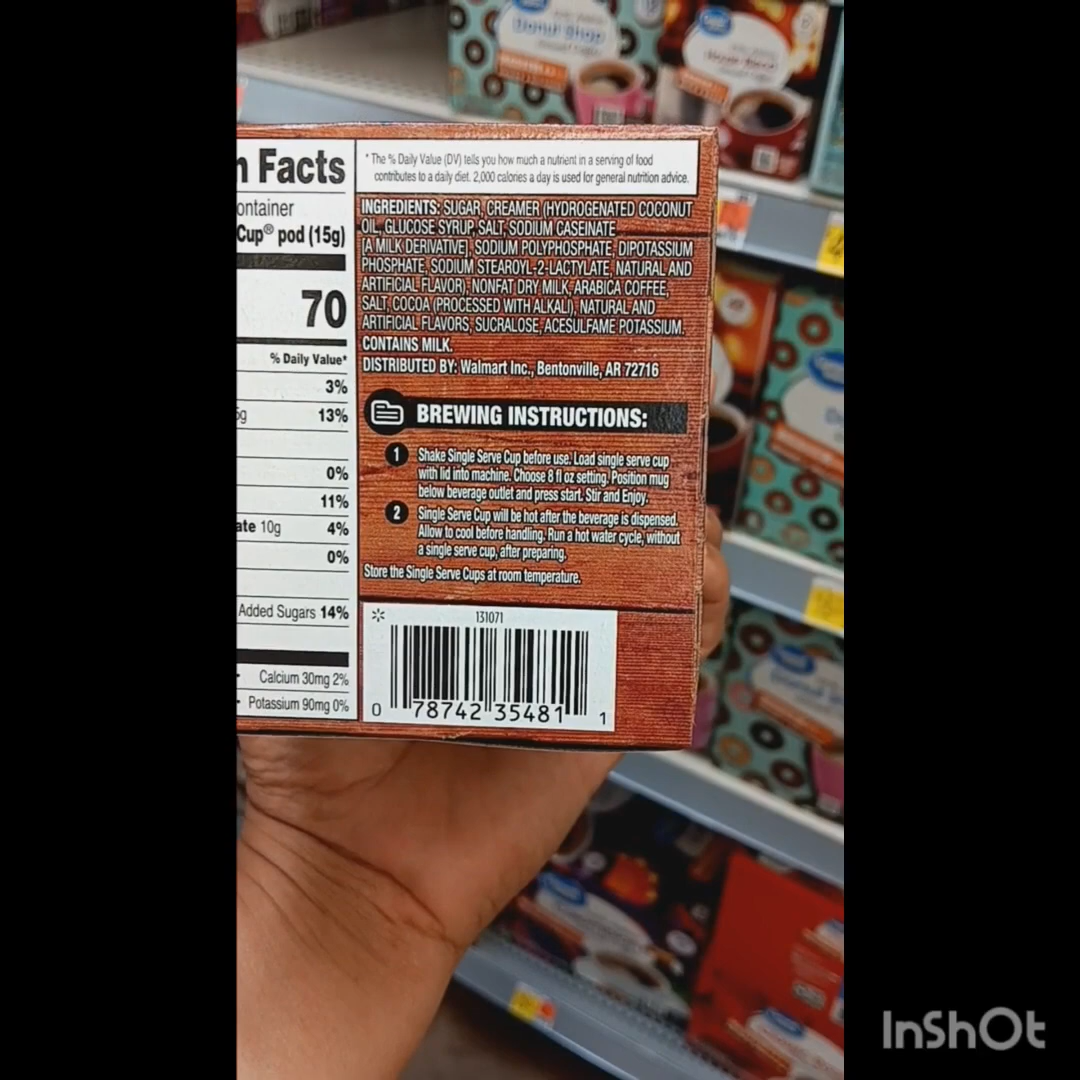 n Facts
ontainer
Cup® pod (15g)
70
% Daily Value*
3%
5g 13%
0%
11%
ate 10g 4%
0%
Added Sugars 14%
Calcium 30mg 2%
Potassium 90mg 0%
* The % Daily Value (DV) tells you how much a nutrient in a serving of food
contributes to a daily diet. 2,000 calories a day is used for general nutrition advice.
INGREDIENTS: SUGAR, CREAMER (HYDROGENATED COCONUT
OIL, GLUCOSE SYRUP, SALT, SODIUM CASEINATE
[A MILK DERIVATIVE], SODIUM POLYPHOSPHATE, DIPOTASSIUM
PHOSPHATE, SODIUM STEAROYL-2-LACTYLATE, NATURAL AND
ARTIFICIAL FLAVOR), NONFAT DRY MILK, ARABICA COFFEE,
SALT, COCOA (PROCESSED WITH ALKALI), NATURAL AND
ARTIFICIAL FLAVORS, SUCRALOSE, ACESULFAME POTASSIUM.
CONTAINS MILK.
DISTRIBUTED BY: Walmart Inc., Bentonville, AR 72716
BREWING INSTRUCTIONS:
1 Shake Single Serve Cup before use. Load single serve cup
with lid into machine. Choose 8 fl oz setting. Position mug
below beverage outlet and press start. Stir and Enjoy.
2 Single Serve Cup will be hot after the beverage is dispensed.
Allow to cool before handling. Run a hot water cycle, without
a single serve cup, after preparing.
Store the Single Serve Cups at room temperature.
131071
0 78742 35481 1
Donut Shop
InShOt